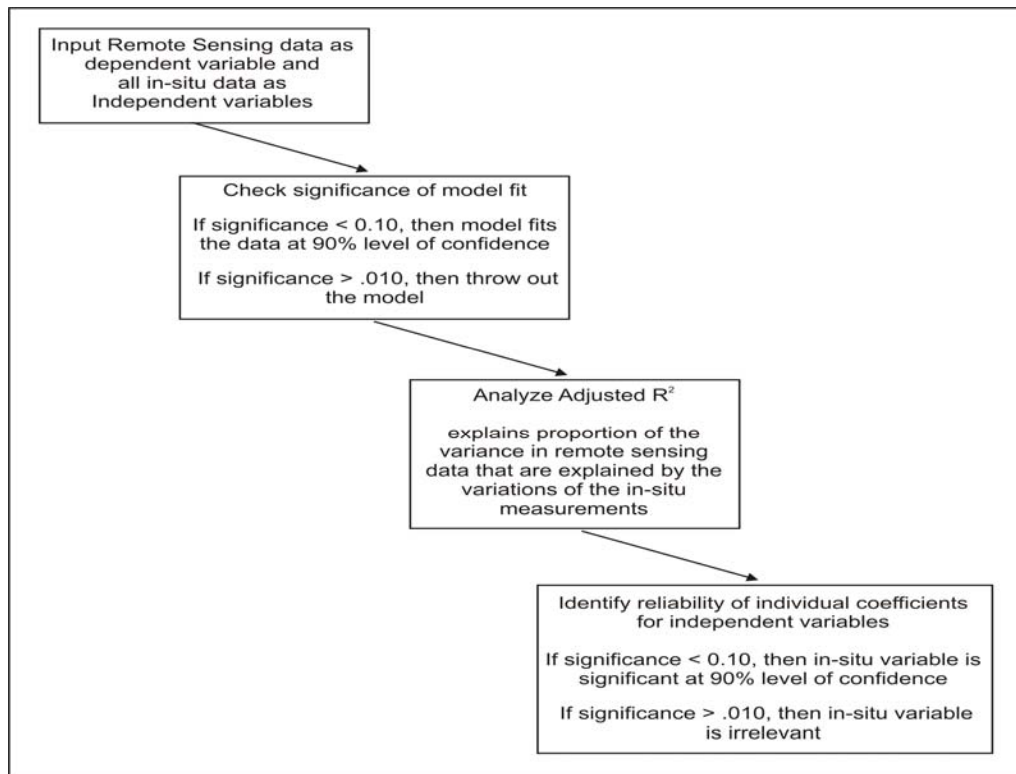 Input Remote Sensing data as
dependent variable and
all in-situ data as
Independent variables
Check significance of model fit
If significance < 0.10, then model fits
the data at 90% level of confidence
If significance > .010, then throw out
the model
Analyze Adjusted R²
explains proportion of the
variance in remote sensing
data that are explained by the
variations of the in-situ
measurements
Identify reliability of individual coefficients
for independent variables
If significance < 0.10, then in-situ variable is
significant at 90% level of confidence
If significance > .010, then in-situ variable
is irrelevant